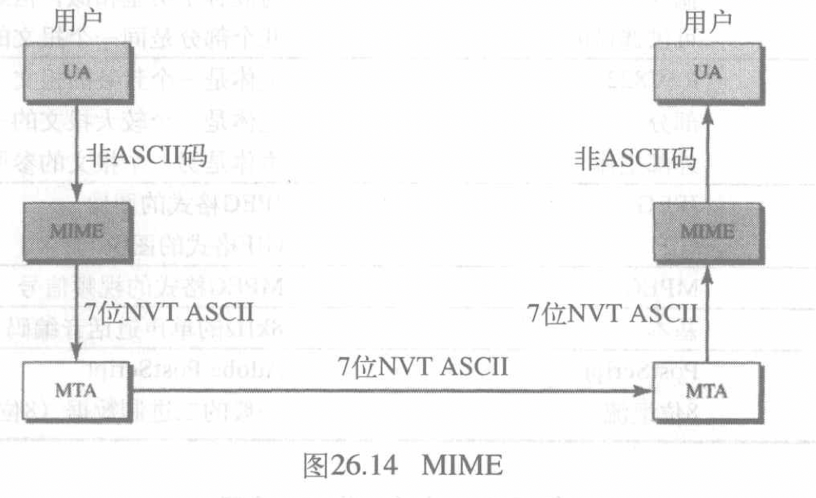 用户 用户
UA UA
非ASCII码 非ASCII码
MIME MIME
7位NVT ASCII 7位NVT ASCII
7位NVT ASCII
MTA MTA
图26.14 MIME